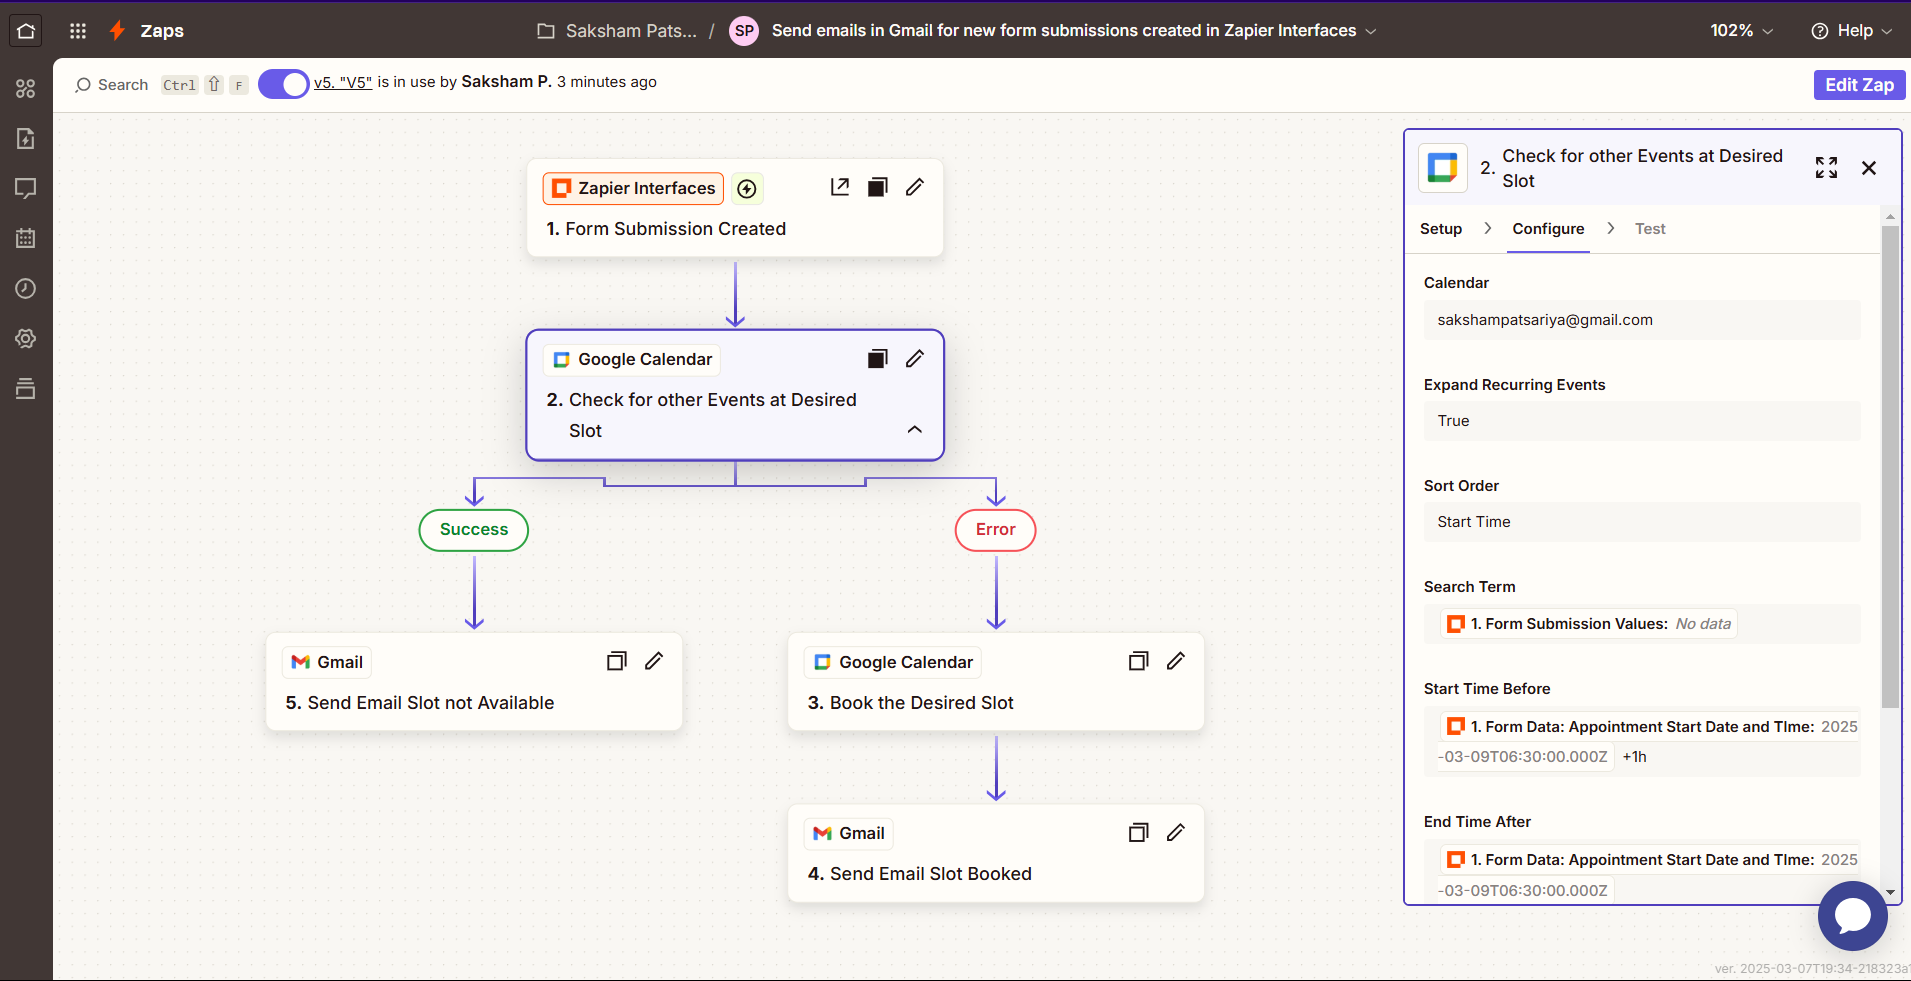 Zaps
Saksham Pats... / SP Send emails in Gmail for new form submissions created in Zapier Interfaces
102%
Help
Search Ctrl ⇧ F
v5. "V5" is in use by Saksham P. 3 minutes ago
Edit Zap
Zapier Interfaces
1. Form Submission Created
Google Calendar
2. Check for other Events at Desired
Slot
Success
Error
Gmail
5. Send Email Slot not Available
Google Calendar
3. Book the Desired Slot
Gmail
4. Send Email Slot Booked
2. Check for other Events at Desired
Slot
Setup > Configure > Test
Calendar
sakshampatsariya@gmail.com
Expand Recurring Events
True
Sort Order
Start Time
Search Term
1. Form Submission Values: No data
Start Time Before
1. Form Data: Appointment Start Date and TIme: 2025
-03-09T06:30:00.000Z +1h
End Time After
1. Form Data: Appointment Start Date and TIme: 2025
-03-09T06:30:00.000Z
ver. 2025-03-07T19:34-218323a